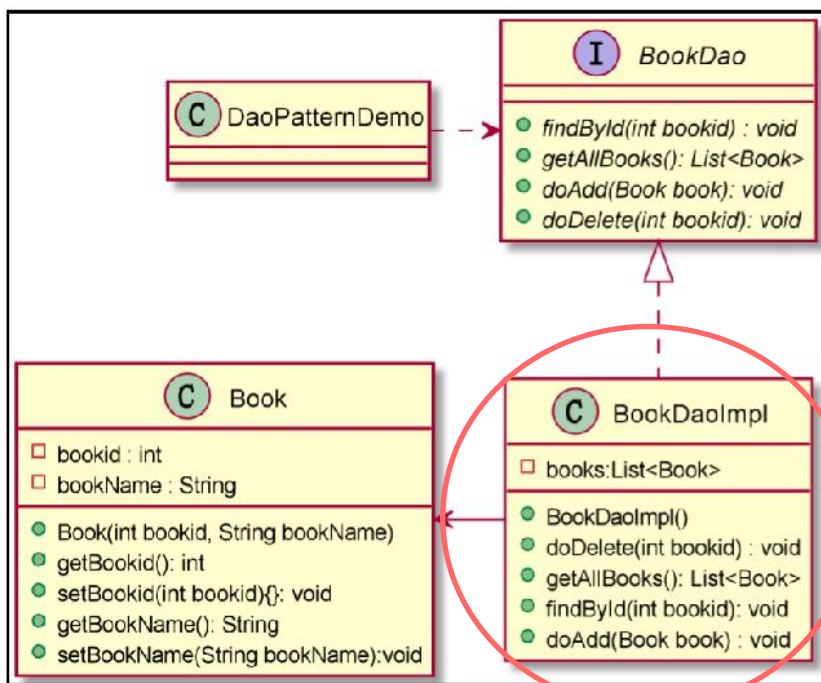 I BookDao
C DaoPatternDemo
findById(int bookid) : void
getAllBooks(): List<Book>
doAdd(Book book): void
doDelete(int bookid): void
C Book
bookid : int
bookName : String
Book(int bookid, String bookName)
getBookid(): int
setBookid(int bookid){}: void
getBookName(): String
setBookName(String bookName):void
C BookDaoImpl
books:List<Book>
BookDaoImpl()
doDelete(int bookid) : void
getAllBooks(): List<Book>
findById(int bookid): void
doAdd(Book book) : void